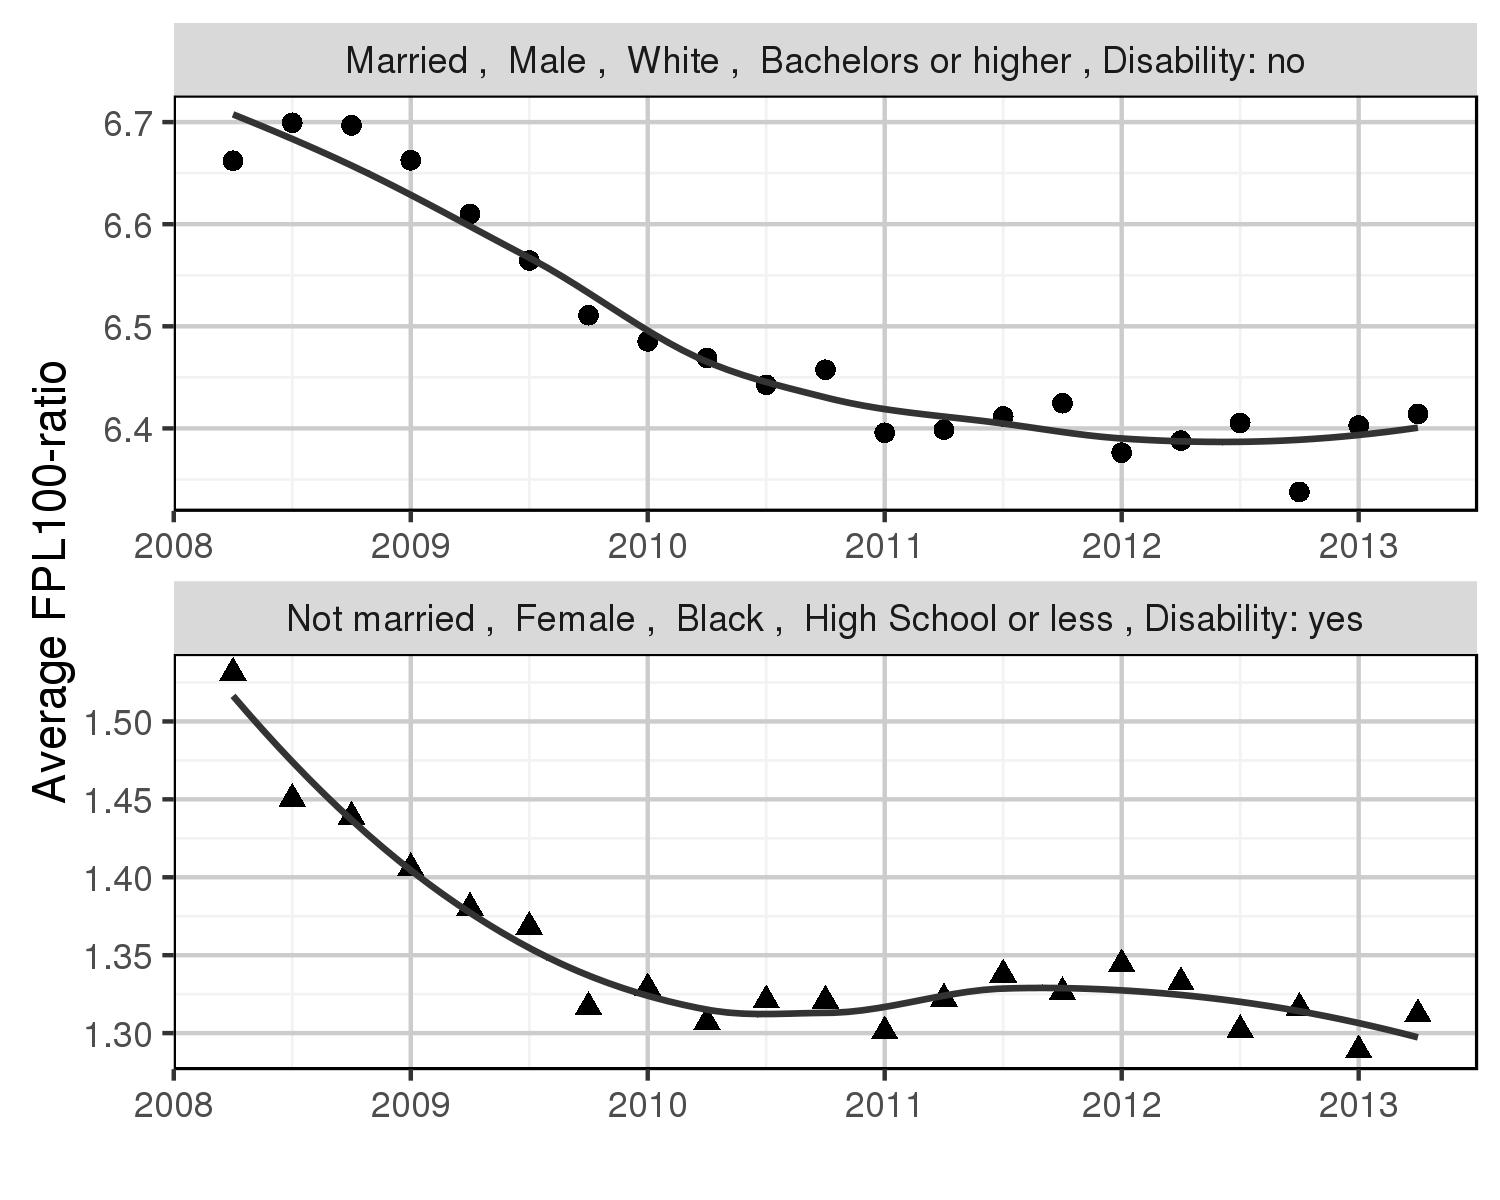 Married ,  Male ,  White ,  Bachelors or higher , Disability: no
6.7
6.6
6.5
6.4
2008 2009 2010 2011 2012 2013
Average FPL100-ratio
Not married ,  Female ,  Black ,  High School or less , Disability: yes
1.50
1.45
1.40
1.35
1.30
2008 2009 2010 2011 2012 2013